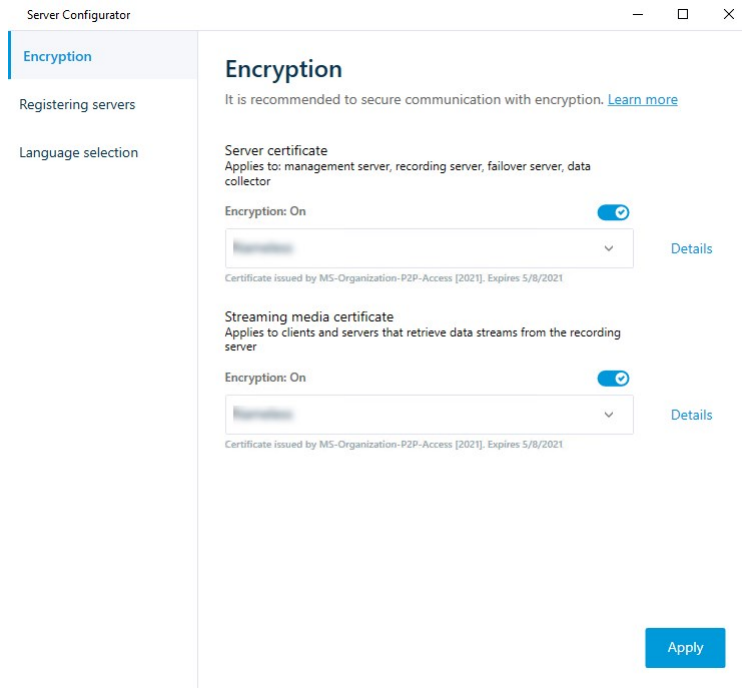 Server Configurator
Encryption
Registering servers
Language selection
Encryption
It is recommended to secure communication with encryption. Learn more
Server certificate
Applies to: management server, recording server, failover server, data
collector
Encryption: On
Details
Certificate issued by MS-Organization-P2P-Access [2021]. Expires 5/8/2021
Streaming media certificate
Applies to clients and servers that retrieve data streams from the recording
server
Encryption: On
Details
Certificate issued by MS-Organization-P2P-Access [2021]. Expires 5/8/2021
Apply